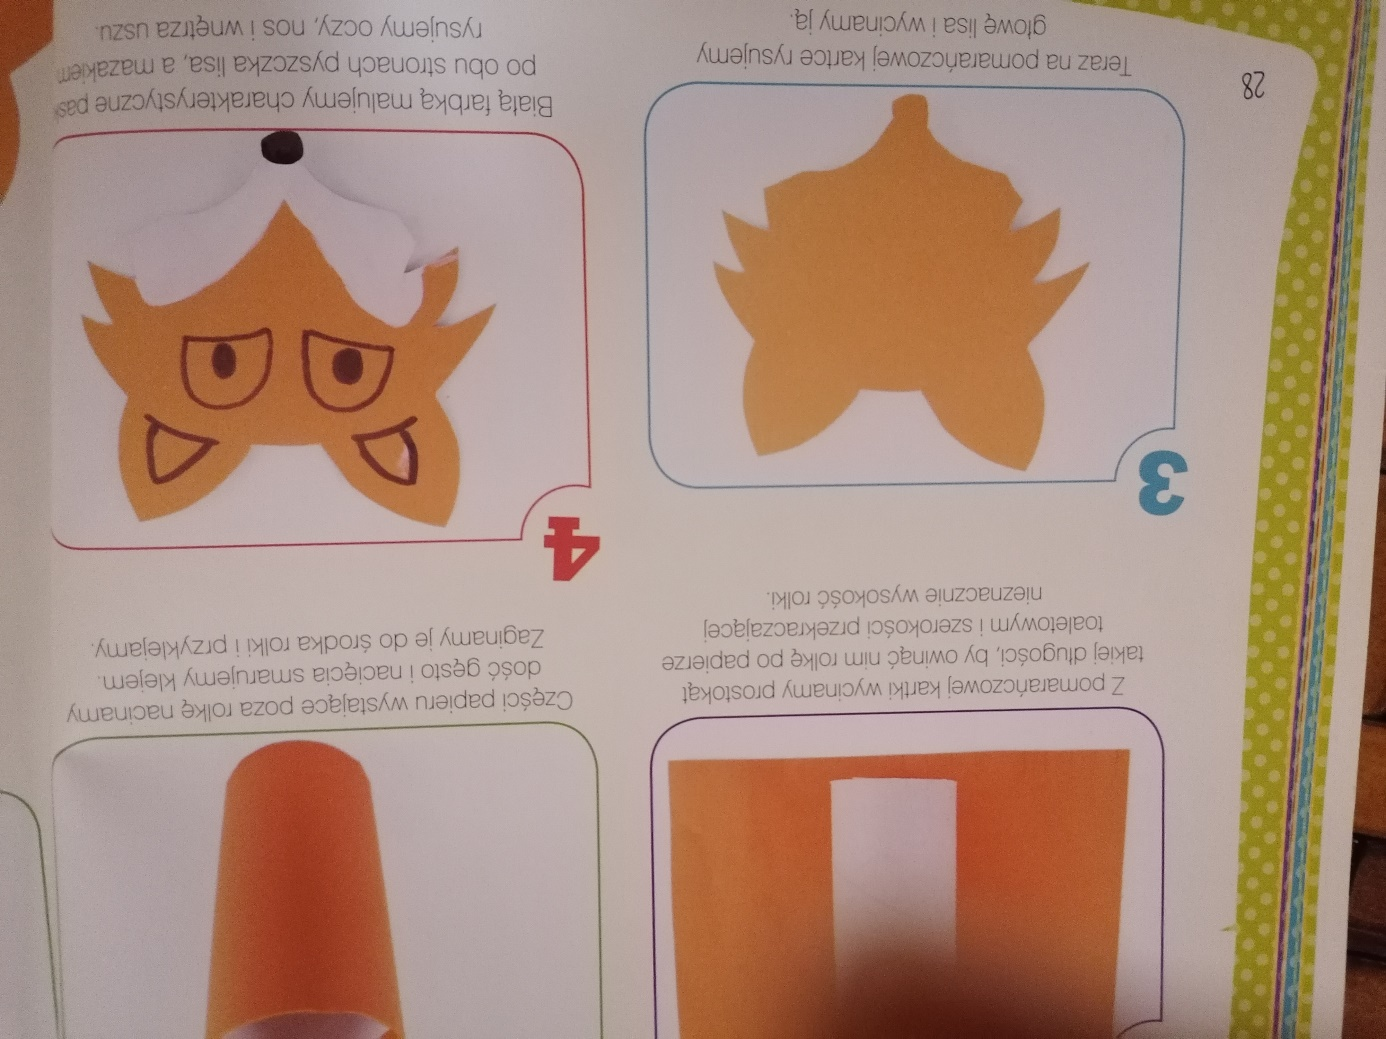 Z pomarańczowej kartki wycinamy prostokąt
takiej długości, by owinąć nim rolkę po papierze
toaletowym i szerokości przekraczającej
nieznacznie wysokość rolki.
Części papieru wystające poza rolkę nacinamy
dość gęsto i nacięcia smarujemy klejem.
Zaginamy je do środka rolki i przyklejamy.
3
Teraz na pomarańczowej kartce rysujemy
głowę lisa i wycinamy ją.
4
Białą farbką malujemy charakterystyczne
po obu stronach pyszczka lisa, a mazakiem
rysujemy oczy, nos i wnętrza uszu.
28